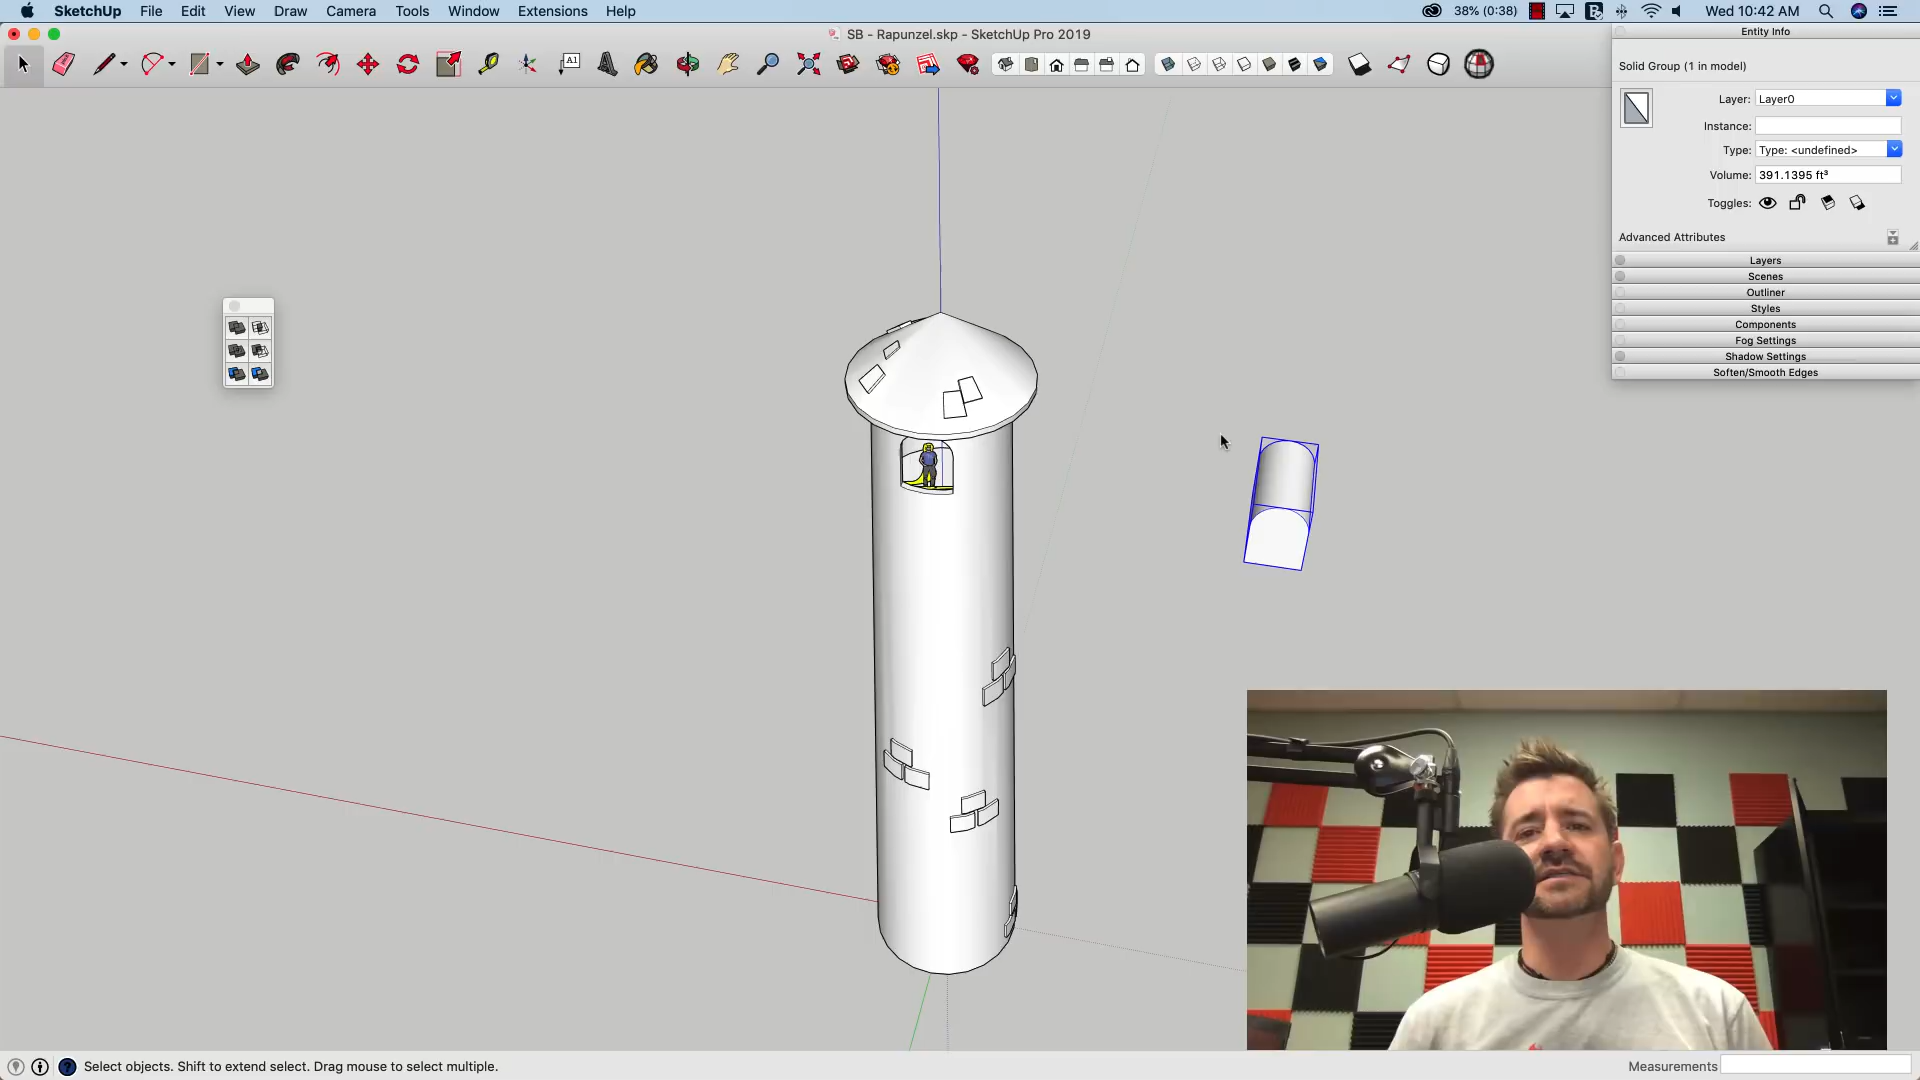 SketchUp File Edit View Draw Camera Tools Window Extensions Help 38% (0:38) Wed 10:42 AM
SB - Rapunzel.skp - SketchUp Pro 2019
Entity Info
Solid Group (1 in model)
Layer: Layer0
Instance:
Type: Type: <undefined>
Volume: 391.1395 ft³
Toggles:
Advanced Attributes
Layers
Scenes
Outliner
Styles
Components
Fog Settings
Shadow Settings
Soften/Smooth Edges
A1
Select objects. Shift to extend select. Drag mouse to select multiple.
Measurements